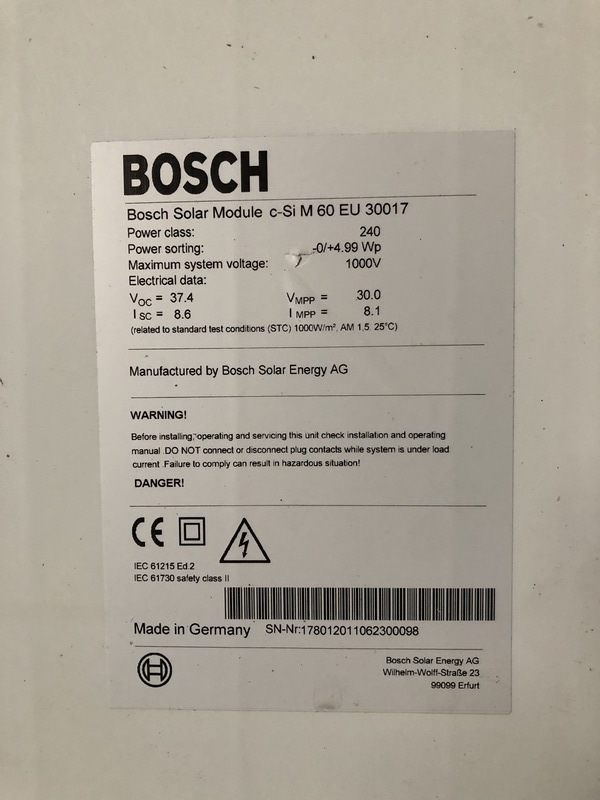 BOSCH
Bosch Solar Module c-Si M 60 EU 30017
Power class: 240
Power sorting: -0/+4.99 Wp
Maximum system voltage: 1000V
Electrical data:
VOC = 37.4 VMPP = 30.0
I SC = 8.6 I MPP = 8.1
(related to standard test conditions (STC) 1000W/m², AM 1.5, 25°C)
Manufactured by Bosch Solar Energy AG
WARNING!
Before installing, operating and servicing this unit check installation and operating
manual .DO NOT connect or disconnect plug contacts while system is under load
current .Failure to comply can result in hazardous situation!
DANGER!
CE
IEC 61215 Ed.2
IEC 61730 safety class II
Made in Germany SN-Nr:178012011062300098
Bosch Solar Energy AG
Wilhelm-Wolff-Straße 23
99099 Erfurt